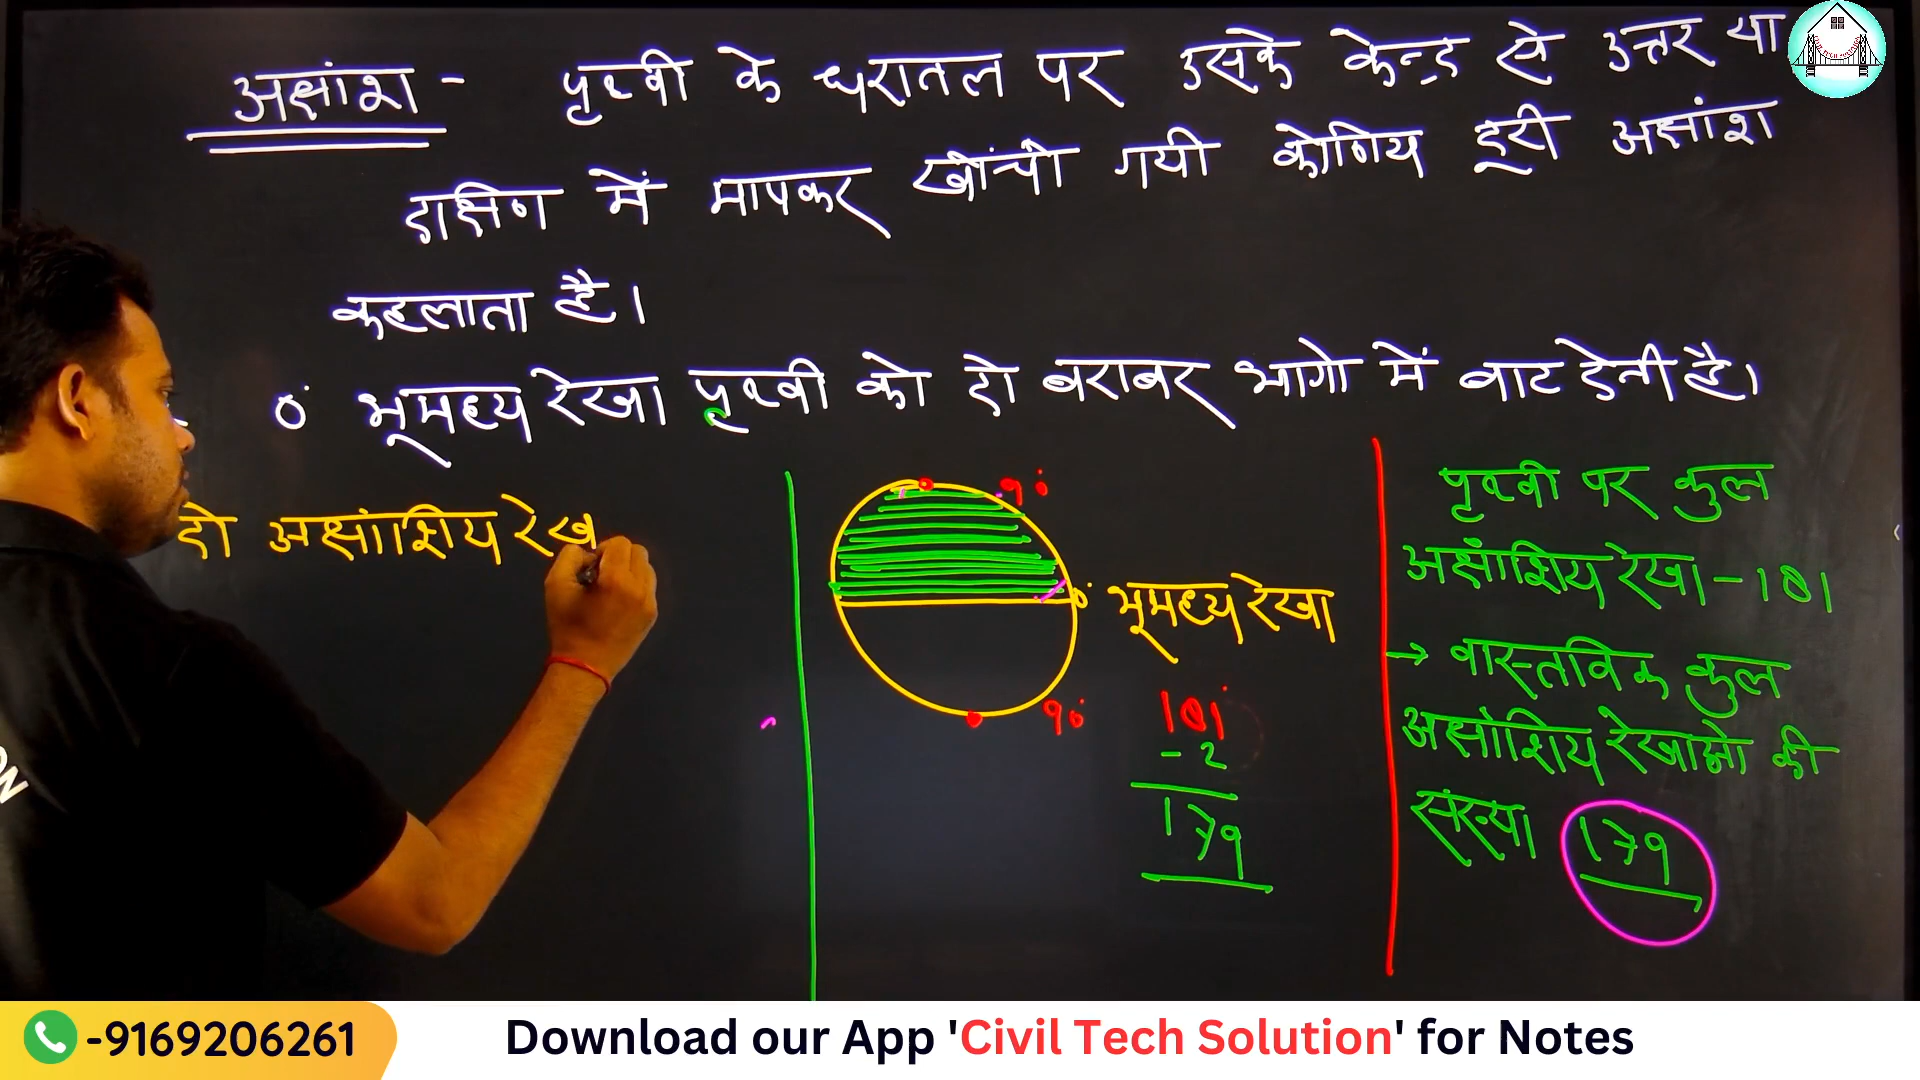 अक्षांश - पृथ्वी के धरातल पर उसके केन्द्र से उत्तर या
दक्षिण में मापकर खींची गयी कोणिय दूरी अक्षांश
कहलाता है।
0° भूमध्य रेखा पृथ्वी को दो बराबर भागो में बाट देती है।
दो अक्षांशिय रेख
90°
0° भूमध्य रेखा
90°
181
- 2
179
पृथ्वी पर कुल
अक्षांशिय रेखा - 181
→ वास्तविक कुल
अक्षांशिय रेखाओ की
संख्या 179
-9169206261
Download our App 'Civil Tech Solution' for Notes